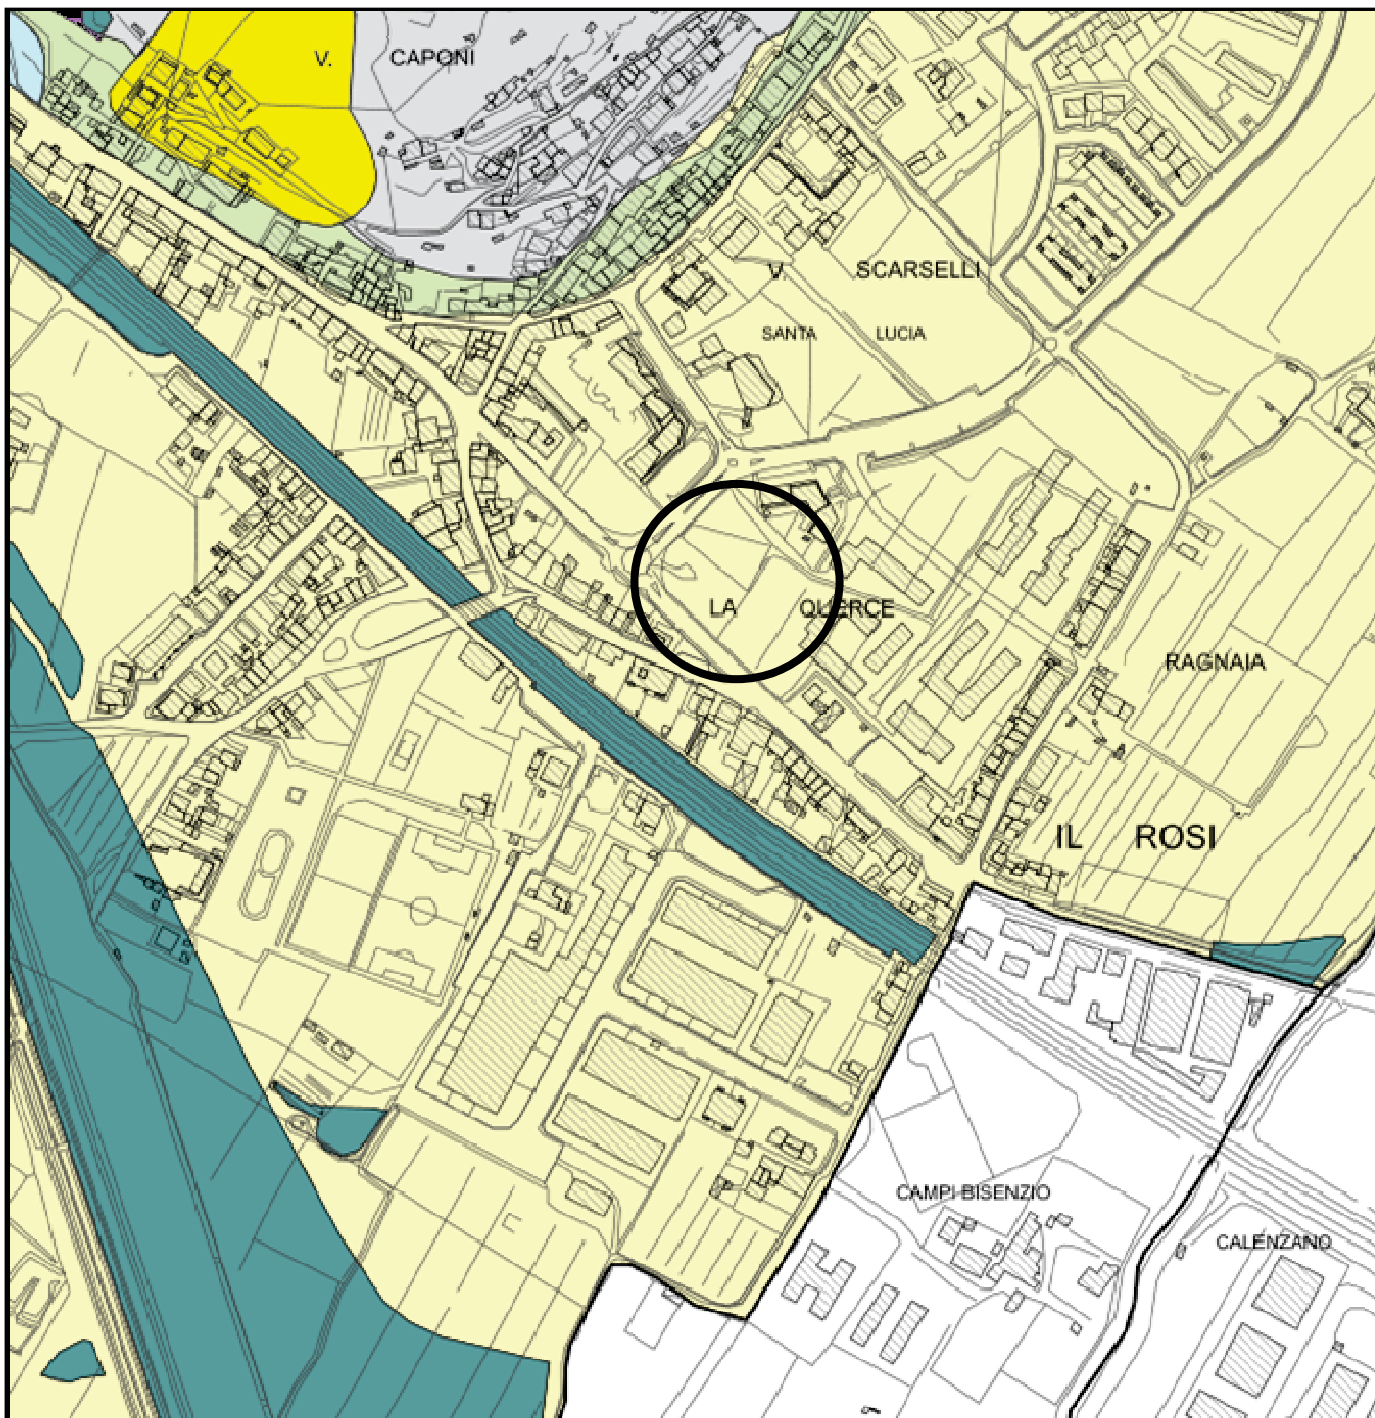 V. CAPONI
V. SCARSELLI
SANTA LUCIA
LA QUERCE
RAGNAIA
IL ROSI
CAMPI BISENZIO
CALENZANO